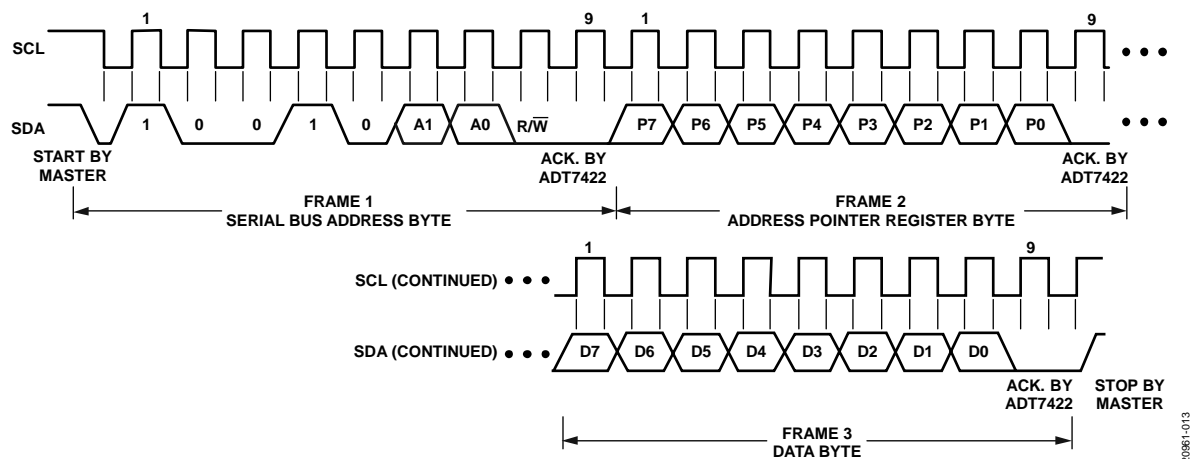 1 9 1 9
SCL
SDA 1 0 0 1 0 A1 A0 R/W̅ P7 P6 P5 P4 P3 P2 P1 P0
START BY MASTER
ACK. BY ADT7422
ACK. BY ADT7422
FRAME 1
SERIAL BUS ADDRESS BYTE
FRAME 2
ADDRESS POINTER REGISTER BYTE
1 9
SCL (CONTINUED)
SDA (CONTINUED) D7 D6 D5 D4 D3 D2 D1 D0
ACK. BY ADT7422
STOP BY MASTER
FRAME 3
DATA BYTE
20961-013